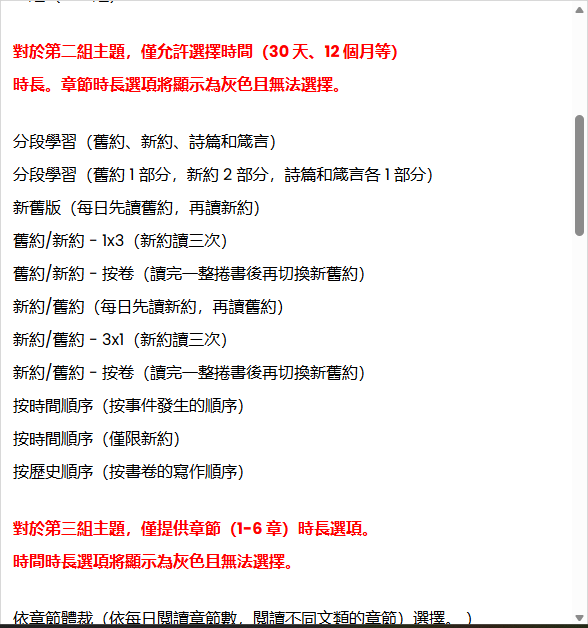 對於第二組主題，僅允許選擇時間（30 天、12 個月等）
時長。章節時長選項將顯示為灰色且無法選擇。
分段學習（舊約、新約、詩篇和箴言）
分段學習（舊約 1 部分，新約 2 部分，詩篇和箴言各 1 部分）
新舊版（每日先讀舊約，再讀新約）
舊約/新約 - 1x3（新約讀三次）
舊約/新約 - 按卷（讀完一整捲書後再切換新舊約）
新約/舊約（每日先讀新約，再讀舊約）
新約/舊約 - 3x1（新約讀三次）
新約/舊約 - 按卷（讀完一整捲書後再切換新舊約）
按時間順序（按事件發生的順序）
按時間順序（僅限新約）
按歷史順序（按書卷的寫作順序）
對於第三組主題，僅提供章節（1-6 章）時長選項。
時間時長選項將顯示為灰色且無法選擇。
依章節體裁（依每日閱讀章節數，閱讀不同文類的章節）選擇。 ）